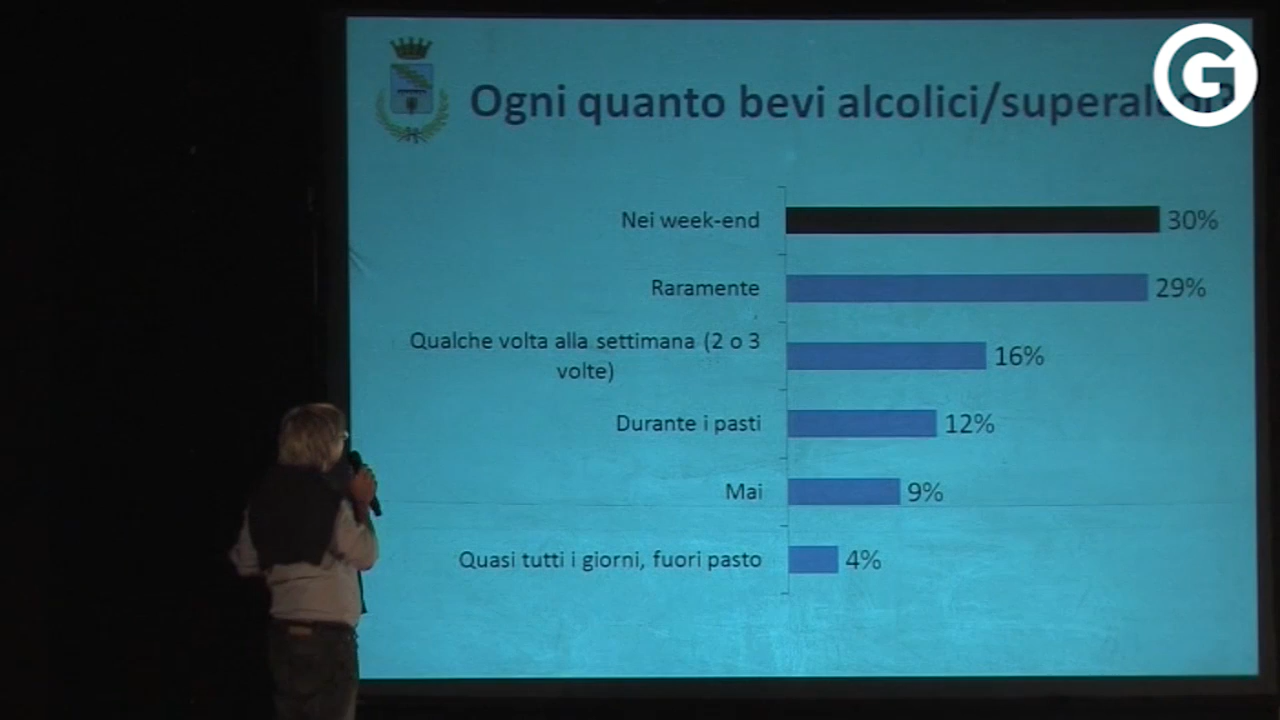 Ogni quanto bevi alcolici/superalcol?
Nei week-end 30%
Raramente 29%
Qualche volta alla settimana (2 o 3
volte) 16%
Durante i pasti 12%
Mai 9%
Quasi tutti i giorni, fuori pasto 4%
G